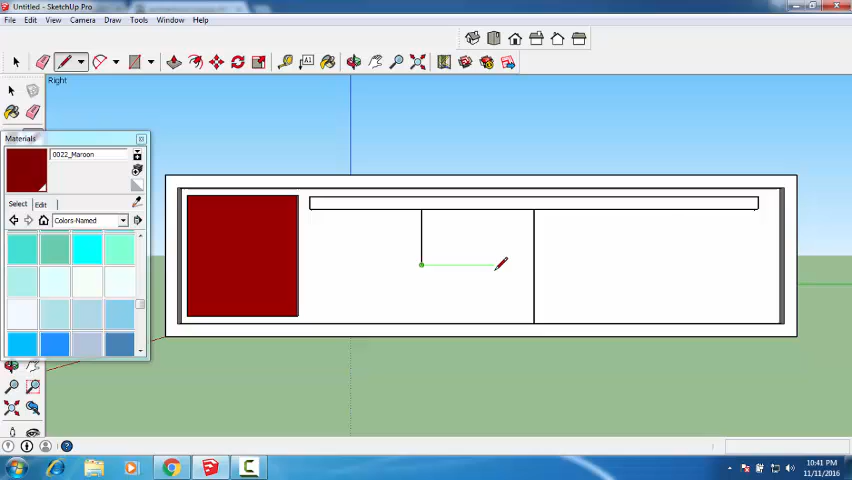 Untitled - SketchUp Pro
File Edit View Camera Draw Tools Window Help
A1
Right
Materials
0022_Maroon
Select Edit
Colors-Named
10:41 PM
11/11/2016